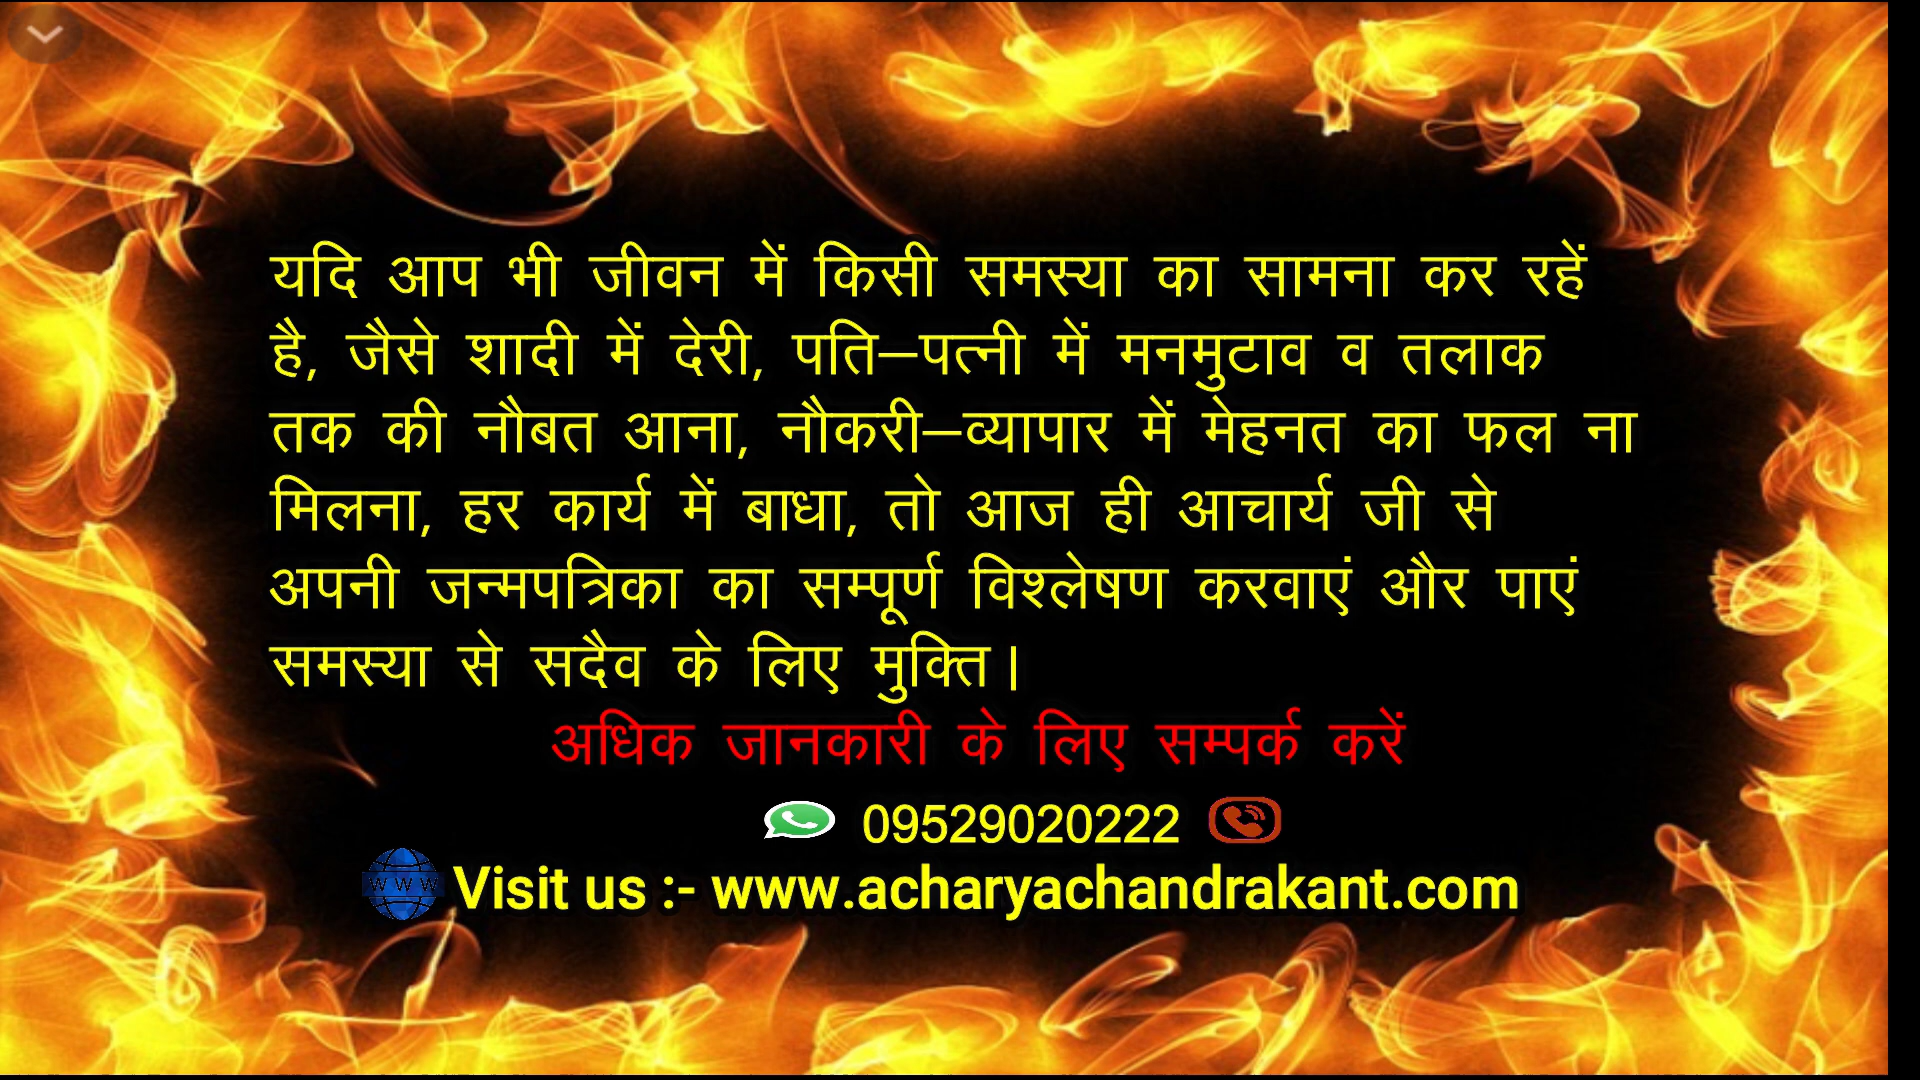 यदि आप भी जीवन में किसी समस्या का सामना कर रहें
है, जैसे शादी में देरी, पति–पत्नी में मनमुटाव व तलाक
तक की नौबत आना, नौकरी–व्यापार में मेहनत का फल ना
मिलना, हर कार्य में बाधा, तो आज ही आचार्य जी से
अपनी जन्मपत्रिका का सम्पूर्ण विश्लेषण करवाएं और पाएं
समस्या से सदैव के लिए मुक्ति।
अधिक जानकारी के लिए सम्पर्क करें
09529020222
WWW Visit us :- www.acharyachandrakant.com